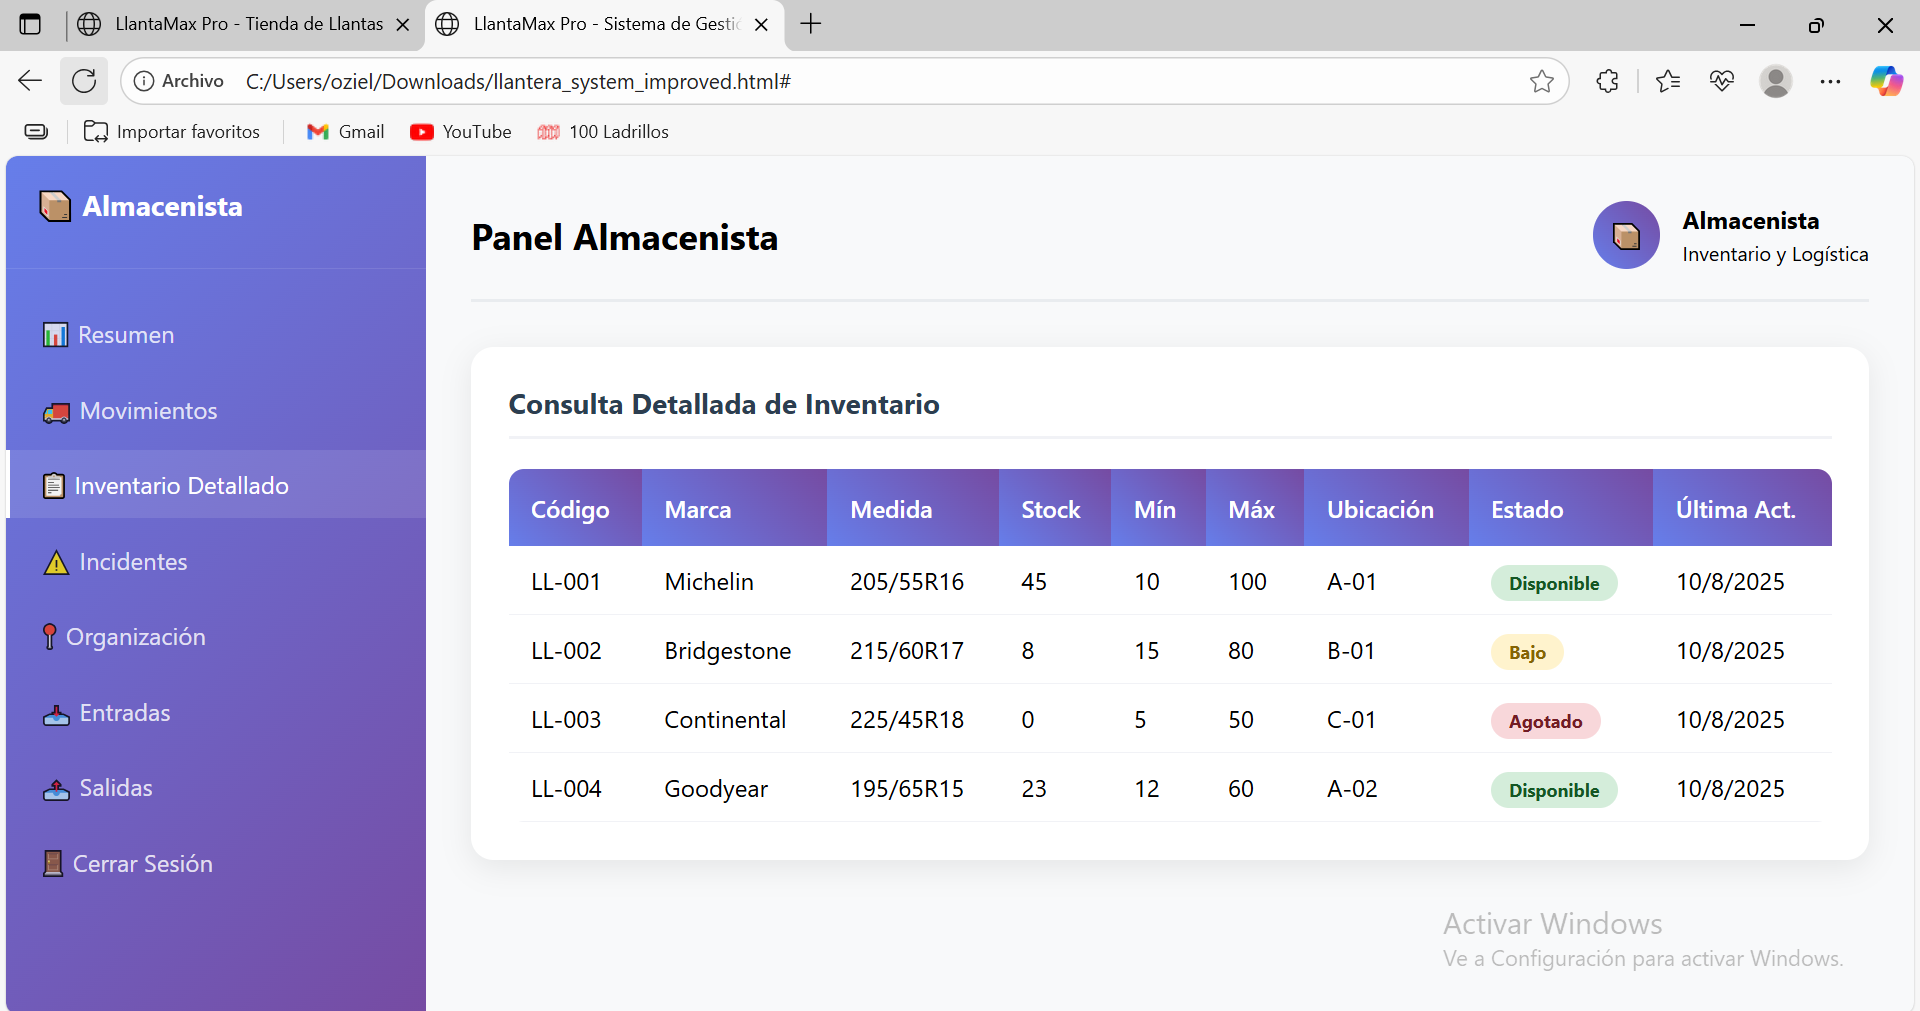 LlantaMax Pro - Tienda de Llantas
LlantaMax Pro - Sistema de Gesti
Archivo C:/Users/oziel/Downloads/llantera_system_improved.html#
Importar favoritos Gmail YouTube 100 Ladrillos
Almacenista
Resumen
Movimientos
Inventario Detallado
Incidentes
Organización
Entradas
Salidas
Cerrar Sesión
Panel Almacenista
Almacenista
Inventario y Logística
Consulta Detallada de Inventario
Código Marca Medida Stock Mín Máx Ubicación Estado Última Act.
LL-001 Michelin 205/55R16 45 10 100 A-01 Disponible 10/8/2025
LL-002 Bridgestone 215/60R17 8 15 80 B-01 Bajo 10/8/2025
LL-003 Continental 225/45R18 0 5 50 C-01 Agotado 10/8/2025
LL-004 Goodyear 195/65R15 23 12 60 A-02 Disponible 10/8/2025
Activar Windows
Ve a Configuración para activar Windows.